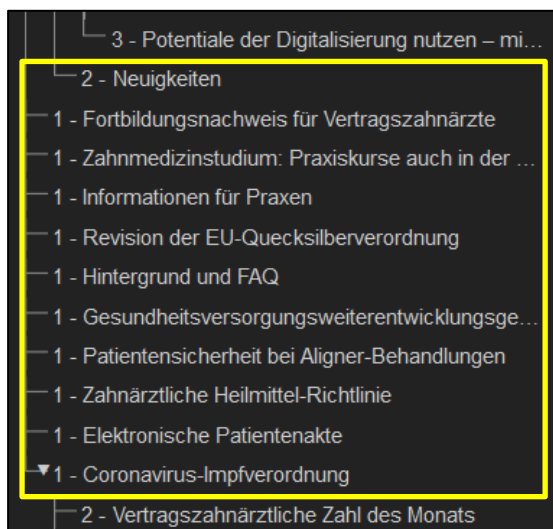 3 - Potentiale der Digitalisierung nutzen – mi...
2 - Neuigkeiten
1 - Fortbildungsnachweis für Vertragszahnärzte
1 - Zahnmedizinstudium: Praxiskurse auch in der ...
1 - Informationen für Praxen
1 - Revision der EU-Quecksilberverordnung
1 - Hintergrund und FAQ
1 - Gesundheitsversorgungsweiterentwicklungsge...
1 - Patientensicherheit bei Aligner-Behandlungen
1 - Zahnärztliche Heilmittel-Richtlinie
1 - Elektronische Patientenakte
1 - Coronavirus-Impfverordnung
2 - Vertragszahnärztliche Zahl des Monats